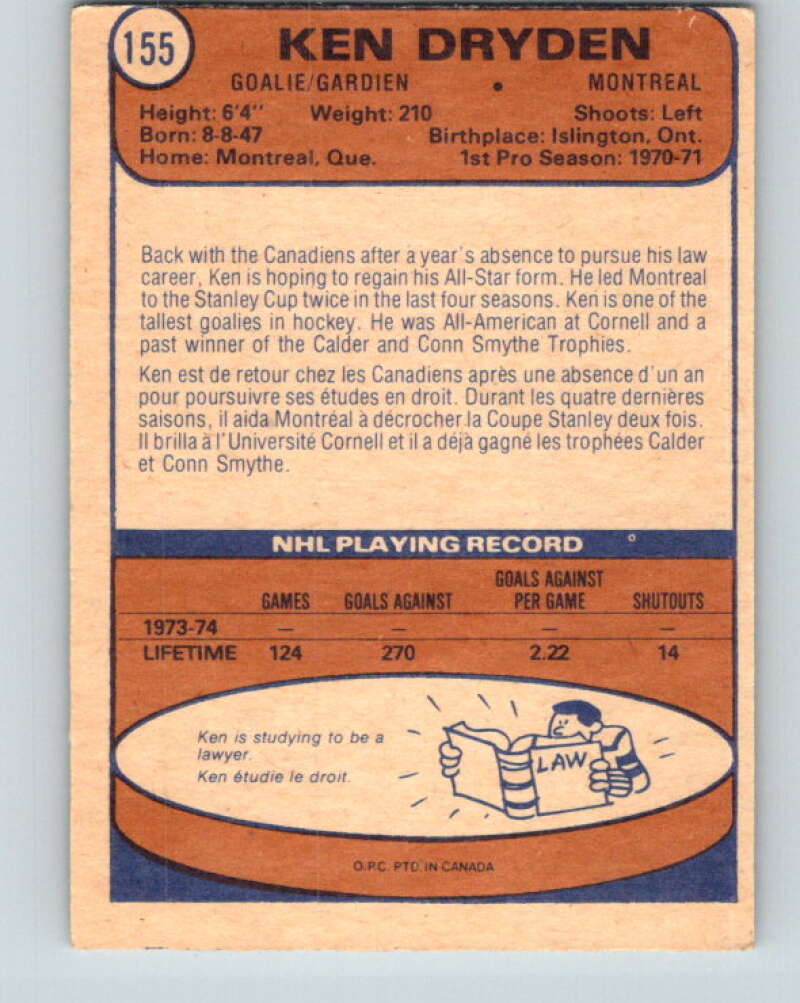 155
KEN DRYDEN
GOALIE/GARDIEN • MONTREAL
Height: 6'4" Weight: 210 Shoots: Left
Born: 8-8-47 Birthplace: Islington, Ont.
Home: Montreal, Que. 1st Pro Season: 1970-71
Back with the Canadiens after a year's absence to pursue his law
career, Ken is hoping to regain his All-Star form. He led Montreal
to the Stanley Cup twice in the last four seasons. Ken is one of the
tallest goalies in hockey. He was All-American at Cornell and a
past winner of the Calder and Conn Smythe Trophies.
Ken est de retour chez les Canadiens après une absence d'un an
pour poursuivre ses études en droit. Durant les quatre dernières
saisons, il aida Montréal à décrocher la Coupe Stanley deux fois.
Il brilla à l'Université Cornell et il a déjà gagné les trophées Calder
et Conn Smythe.
NHL PLAYING RECORD
GAMES GOALS AGAINST GOALS AGAINST PER GAME SHUTOUTS
1973-74 — — — —
LIFETIME 124 270 2.22 14
Ken is studying to be a
lawyer.
Ken étudie le droit.
LAW
O.P.C. PTD. IN CANADA